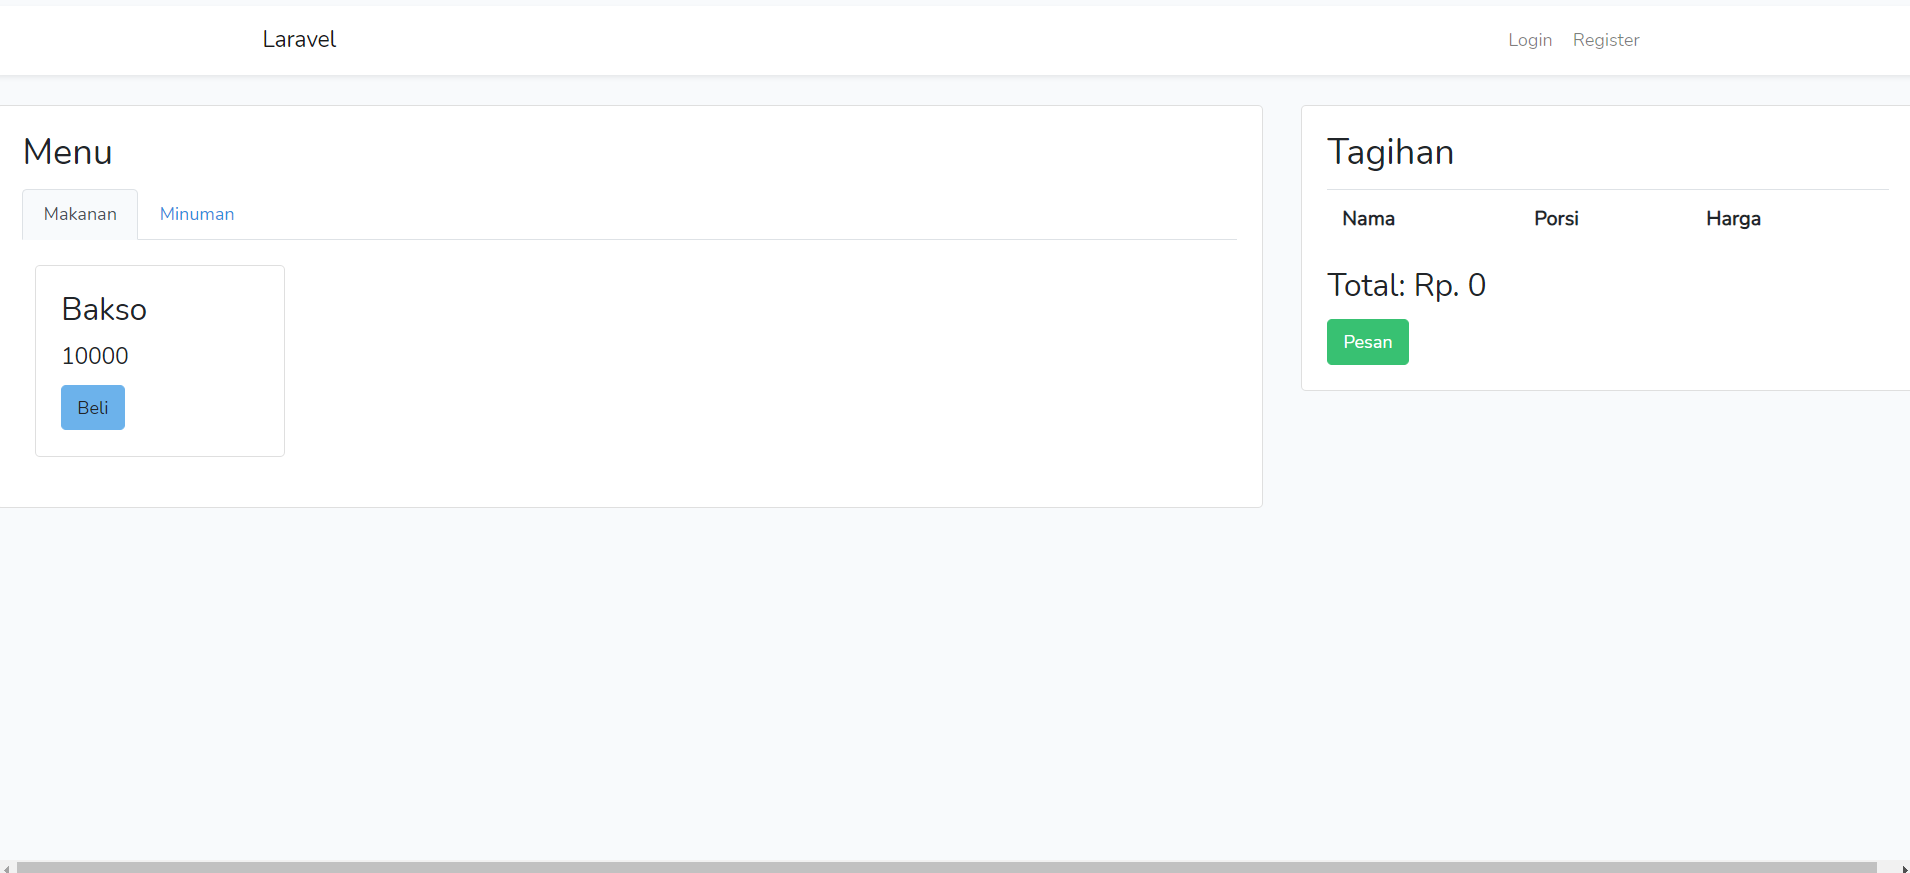 Laravel
Login Register
Menu
Makanan Minuman
Bakso
10000
Beli
Tagihan
Nama Porsi Harga
Total: Rp. 0
Pesan